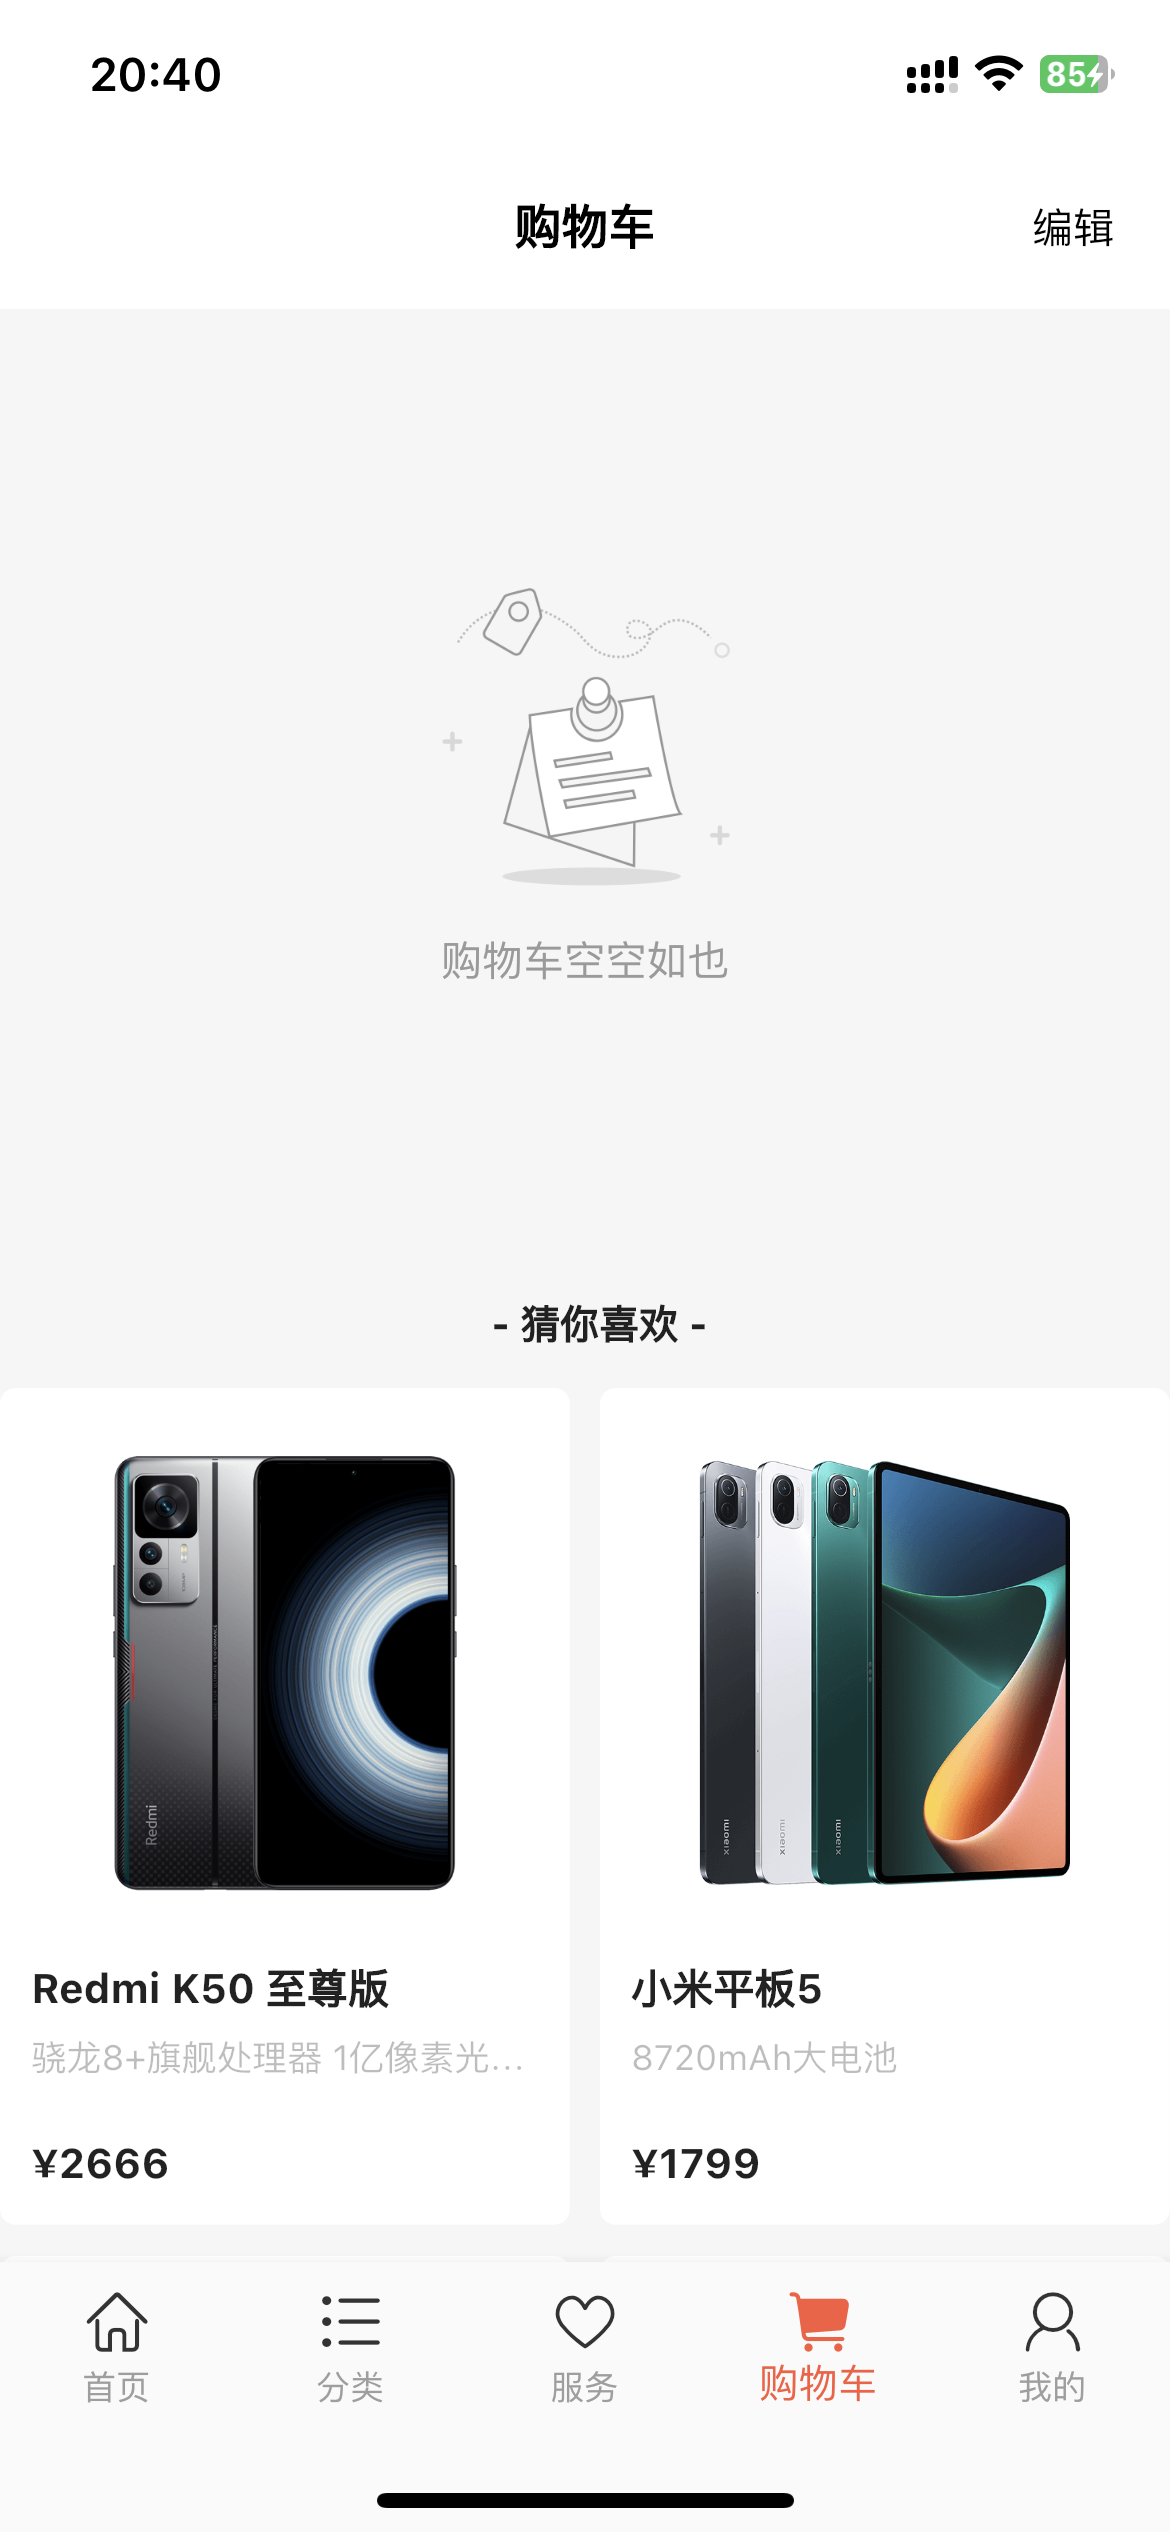 20:40
85
购物车
编辑
购物车空空如也
- 猜你喜欢 -
Redmi
xiaomi
xiaomi
xiaomi
Redmi K50 至尊版
骁龙8+旗舰处理器 1亿像素光...
¥2666
小米平板5
8720mAh大电池
¥1799
首页
分类
服务
购物车
我的